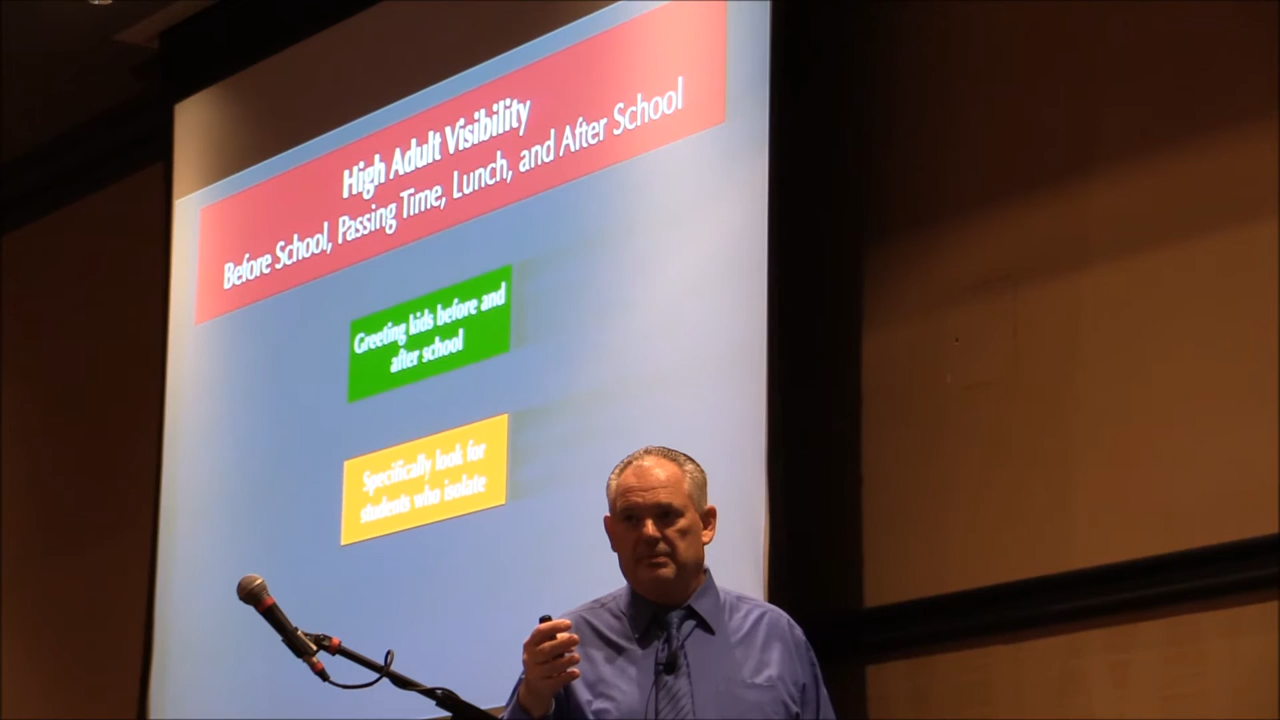 High Adult Visibility
Before School, Passing Time, Lunch, and After School
Greeting kids before and
after school
Specifically look for
students who isolate